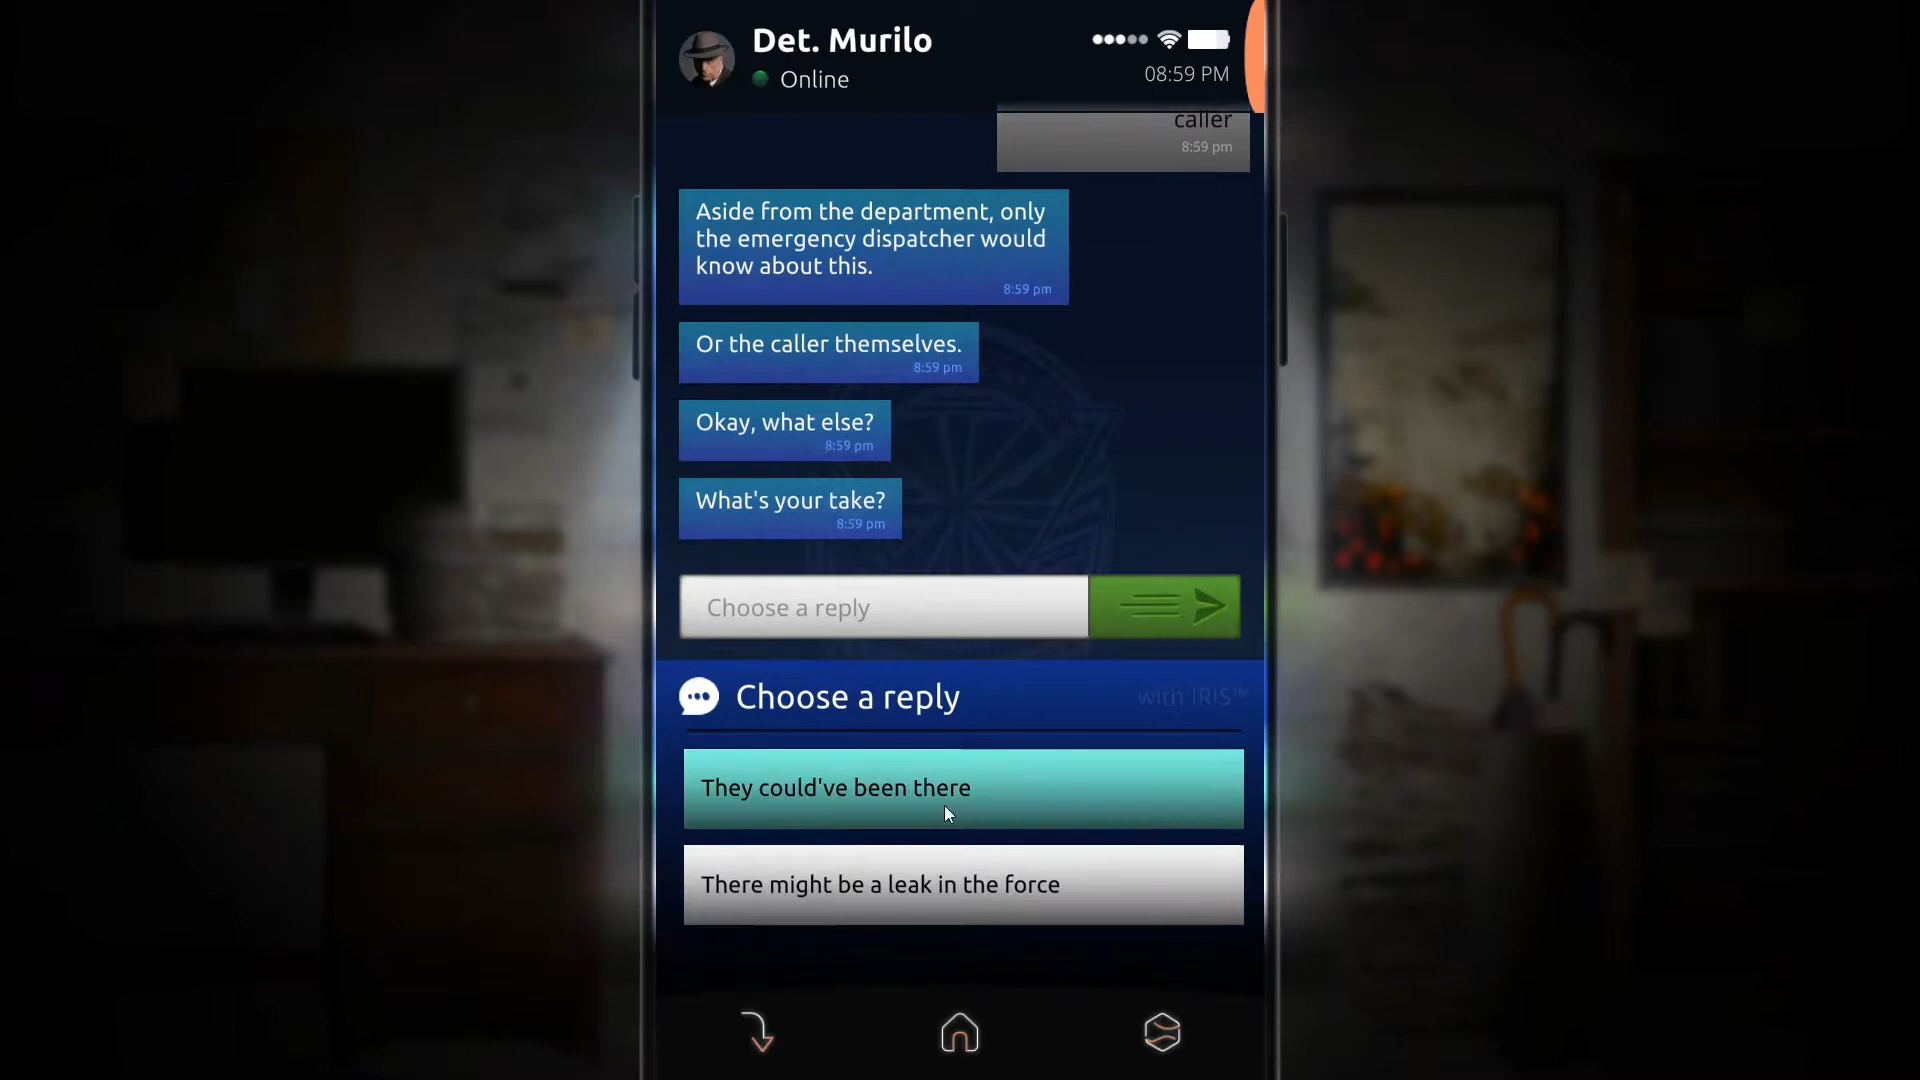 Det. Murilo
Online
08:59 PM
caller
8:59 pm
Aside from the department, only
the emergency dispatcher would
know about this.
8:59 pm
Or the caller themselves.
8:59 pm
Okay, what else?
8:59 pm
What's your take?
8:59 pm
Choose a reply
Choose a reply
with IRIS™
They could've been there
There might be a leak in the force